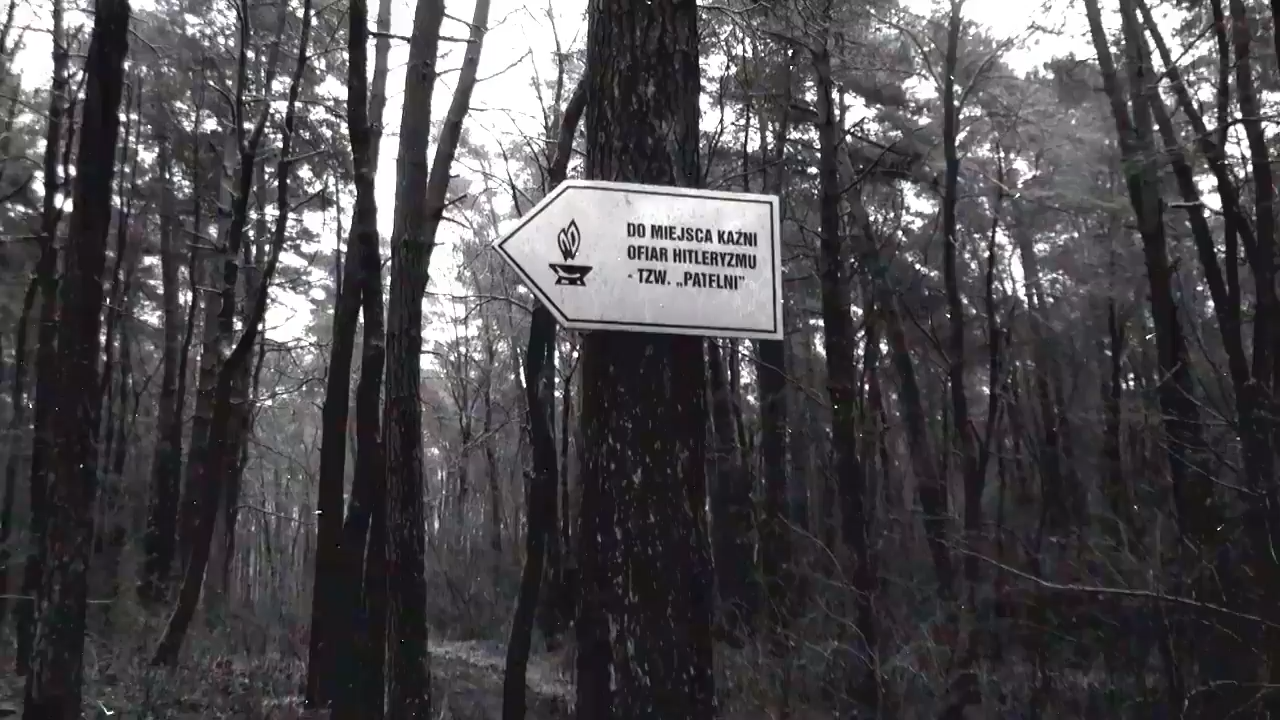 DO MIEJSCA KAŹNI
OFIAR HITLERYZMU
- TZW. „PATELNI”